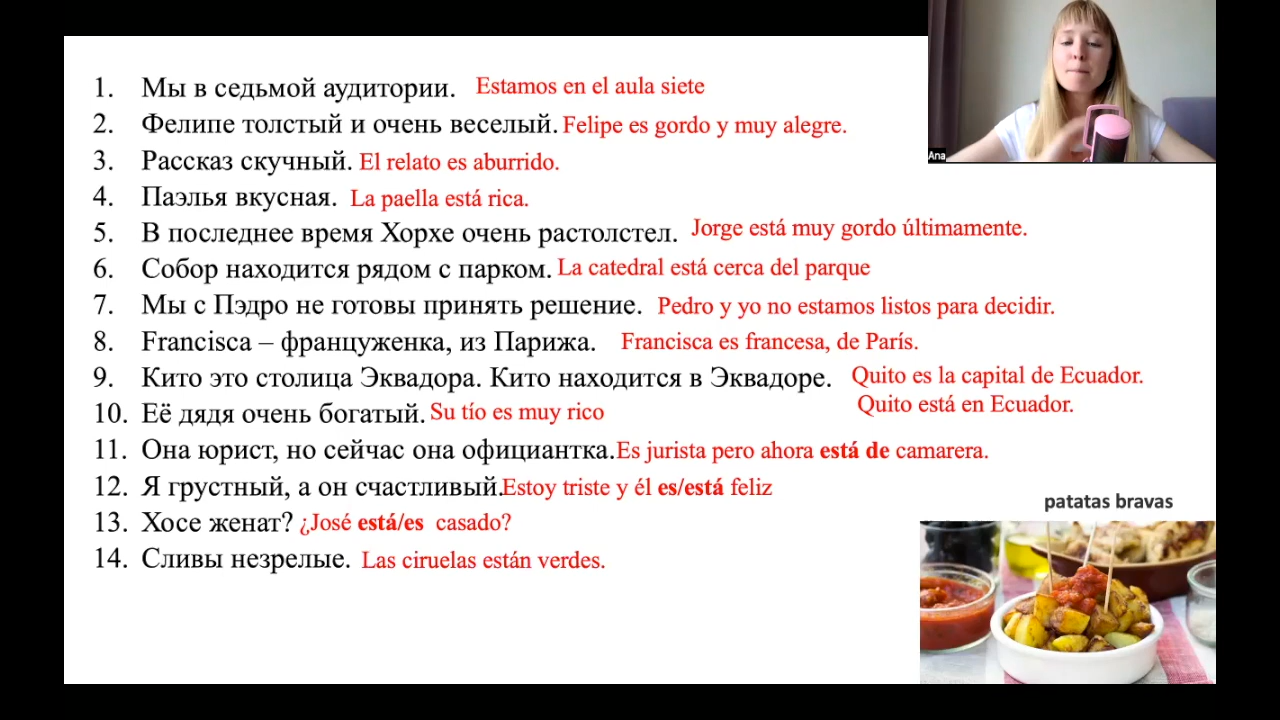 Ana
1. Мы в седьмой аудитории. Estamos en el aula siete
2. Фелипе толстый и очень веселый. Felipe es gordo y muy alegre.
3. Рассказ скучный. El relato es aburrido.
4. Паэлья вкусная. La paella está rica.
5. В последнее время Хорхе очень растолстел. Jorge está muy gordo últimamente.
6. Собор находится рядом с парком. La catedral está cerca del parque
7. Мы с Пэдро не готовы принять решение. Pedro y yo no estamos listos para decidir.
8. Francisca – француженка, из Парижа. Francisca es francesa, de París.
9. Кито это столица Эквадора. Кито находится в Эквадоре. Quito es la capital de Ecuador.
Quito está en Ecuador.
10. Её дядя очень богатый. Su tío es muy rico
11. Она юрист, но сейчас она официантка. Es jurista pero ahora está de camarera.
12. Я грустный, а он счастливый. Estoy triste y él es/está feliz
13. Хосе женат? ¿José está/es casado?
14. Сливы незрелые. Las ciruelas están verdes.
patatas bravas